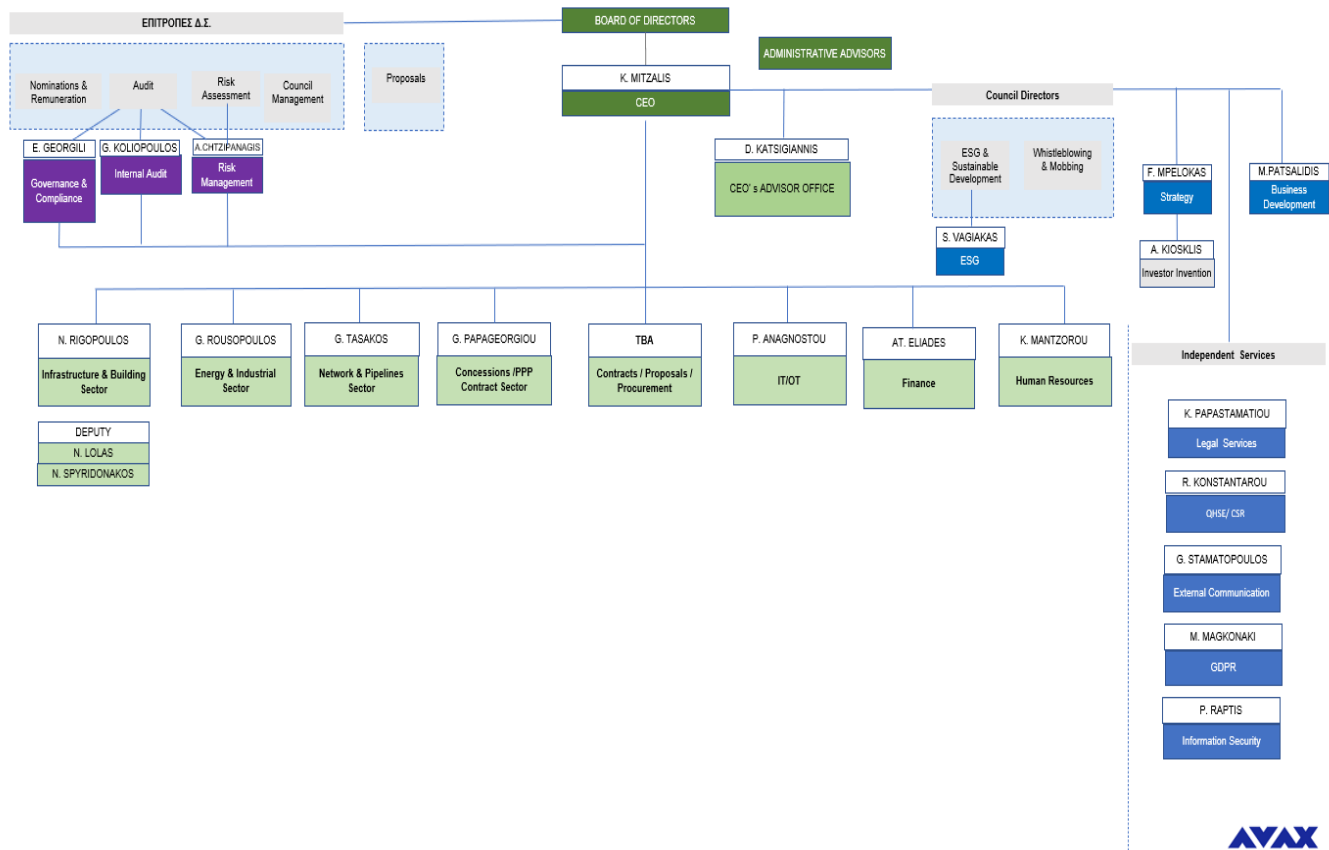 ΕΠΙΤΡΟΠΕΣ Δ.Σ.
BOARD OF DIRECTORS
ADMINISTRATIVE ADVISORS
Nominations &
Remuneration
Audit
Risk
Assessment
Council
Management
Proposals
K. MITZALIS
CEO
Council Directors
E. GEORGILI
Governance &
Compliance
G. KOLIOPOULOS
Internal Audit
A.CHTZIPANAGIS
Risk
Management
D. KATSIGIANNIS
CEO' s ADVISOR OFFICE
ESG &
Sustainable
Development
Whistleblowing
& Mobbing
F. MPELOKAS
Strategy
M.PATSALIDIS
Business
Development
S. VAGIAKAS
ESG
A. KIOSKLIS
Investor Invention
N. RIGOPOULOS
Infrastructure & Building
Sector
G. ROUSOPOULOS
Energy & Industrial
Sector
G. TASAKOS
Network & Pipelines
Sector
G. PAPAGEORGIOU
Concessions /PPP
Contract Sector
TBA
Contracts / Proposals /
Procurement
P. ANAGNOSTOU
IT/OT
AT. ELIADES
Finance
K. MANTZOROU
Human Resources
DEPUTY
N. LOLAS
N. SPYRIDONAKOS
Independent Services
K. PAPASTAMATIOU
Legal Services
R. KONSTANTAROU
QHSE/ CSR
G. STAMATOPOULOS
External Communication
M. MAGKONAKI
GDPR
P. RAPTIS
Information Security
AVAX